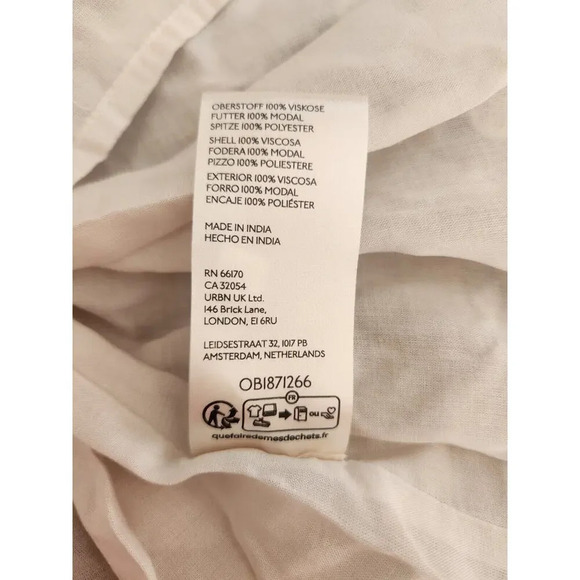 OBERSTOFF 100% VISKOSE
FUTTER 100% MODAL
SPITZE 100% POLYESTER
SHELL 100% VISCOSA
FODERA 100% MODAL
PIZZO 100% POLIESTERE
EXTERIOR 100% VISCOSA
FORRO 100% MODAL
ENCAJE 100% POLIÉSTER
MADE IN INDIA
HECHO EN INDIA
RN 66170
CA 32054
URBN UK Ltd.
146 Brick Lane,
LONDON, E1 6RU
LEIDSESTRAAT 32, 1017 PB
AMSTERDAM, NETHERLANDS
OB1871266
FR
ou
quefairedemesdechets.fr